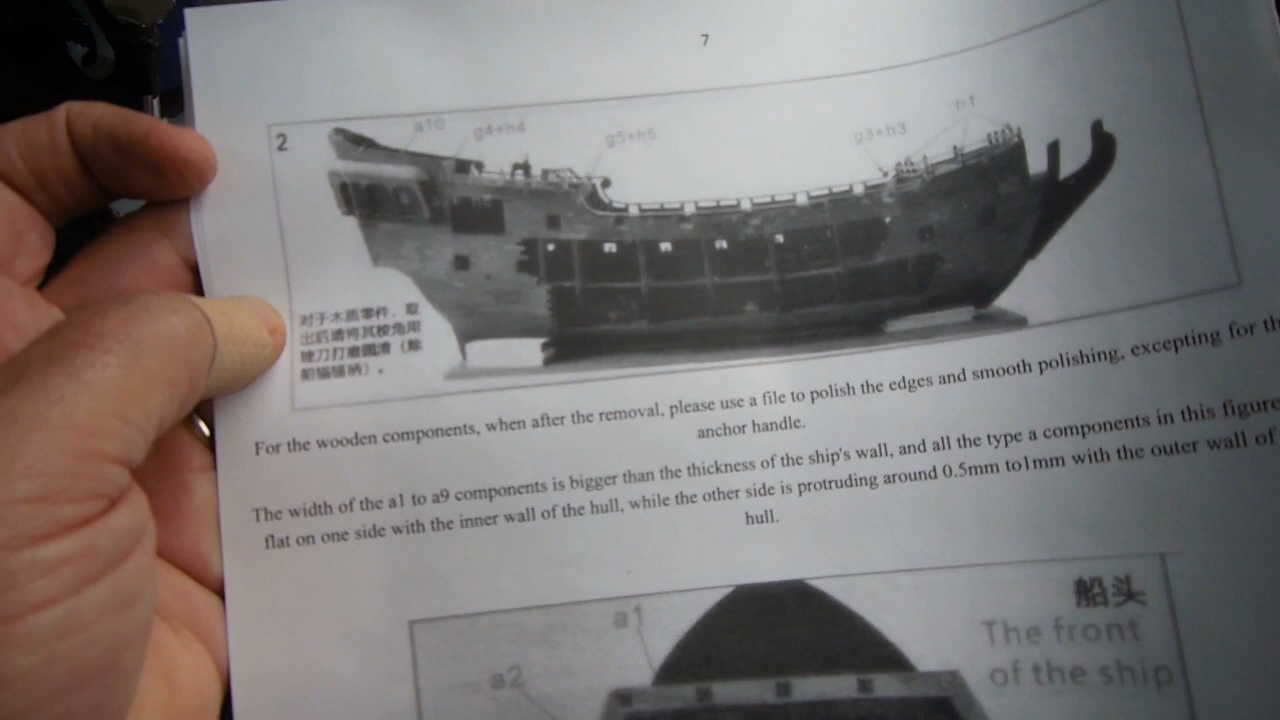 7
2
a10
g4+h4
g5+h5
g3+h3
h1
对于木质零件，取
出后请将其棱角用
锉刀打磨圆滑（除
船锚锚柄）。
For the wooden components, when after the removal, please use a file to polish the edges and smooth polishing, excepting for th
anchor handle.
The width of the a1 to a9 components is bigger than the thickness of the ship's wall, and all the type a components in this figure
flat on one side with the inner wall of the hull, while the other side is protruding around 0.5mm to1mm with the outer wall of
hull.
船头
a1
The front
a2
of the ship